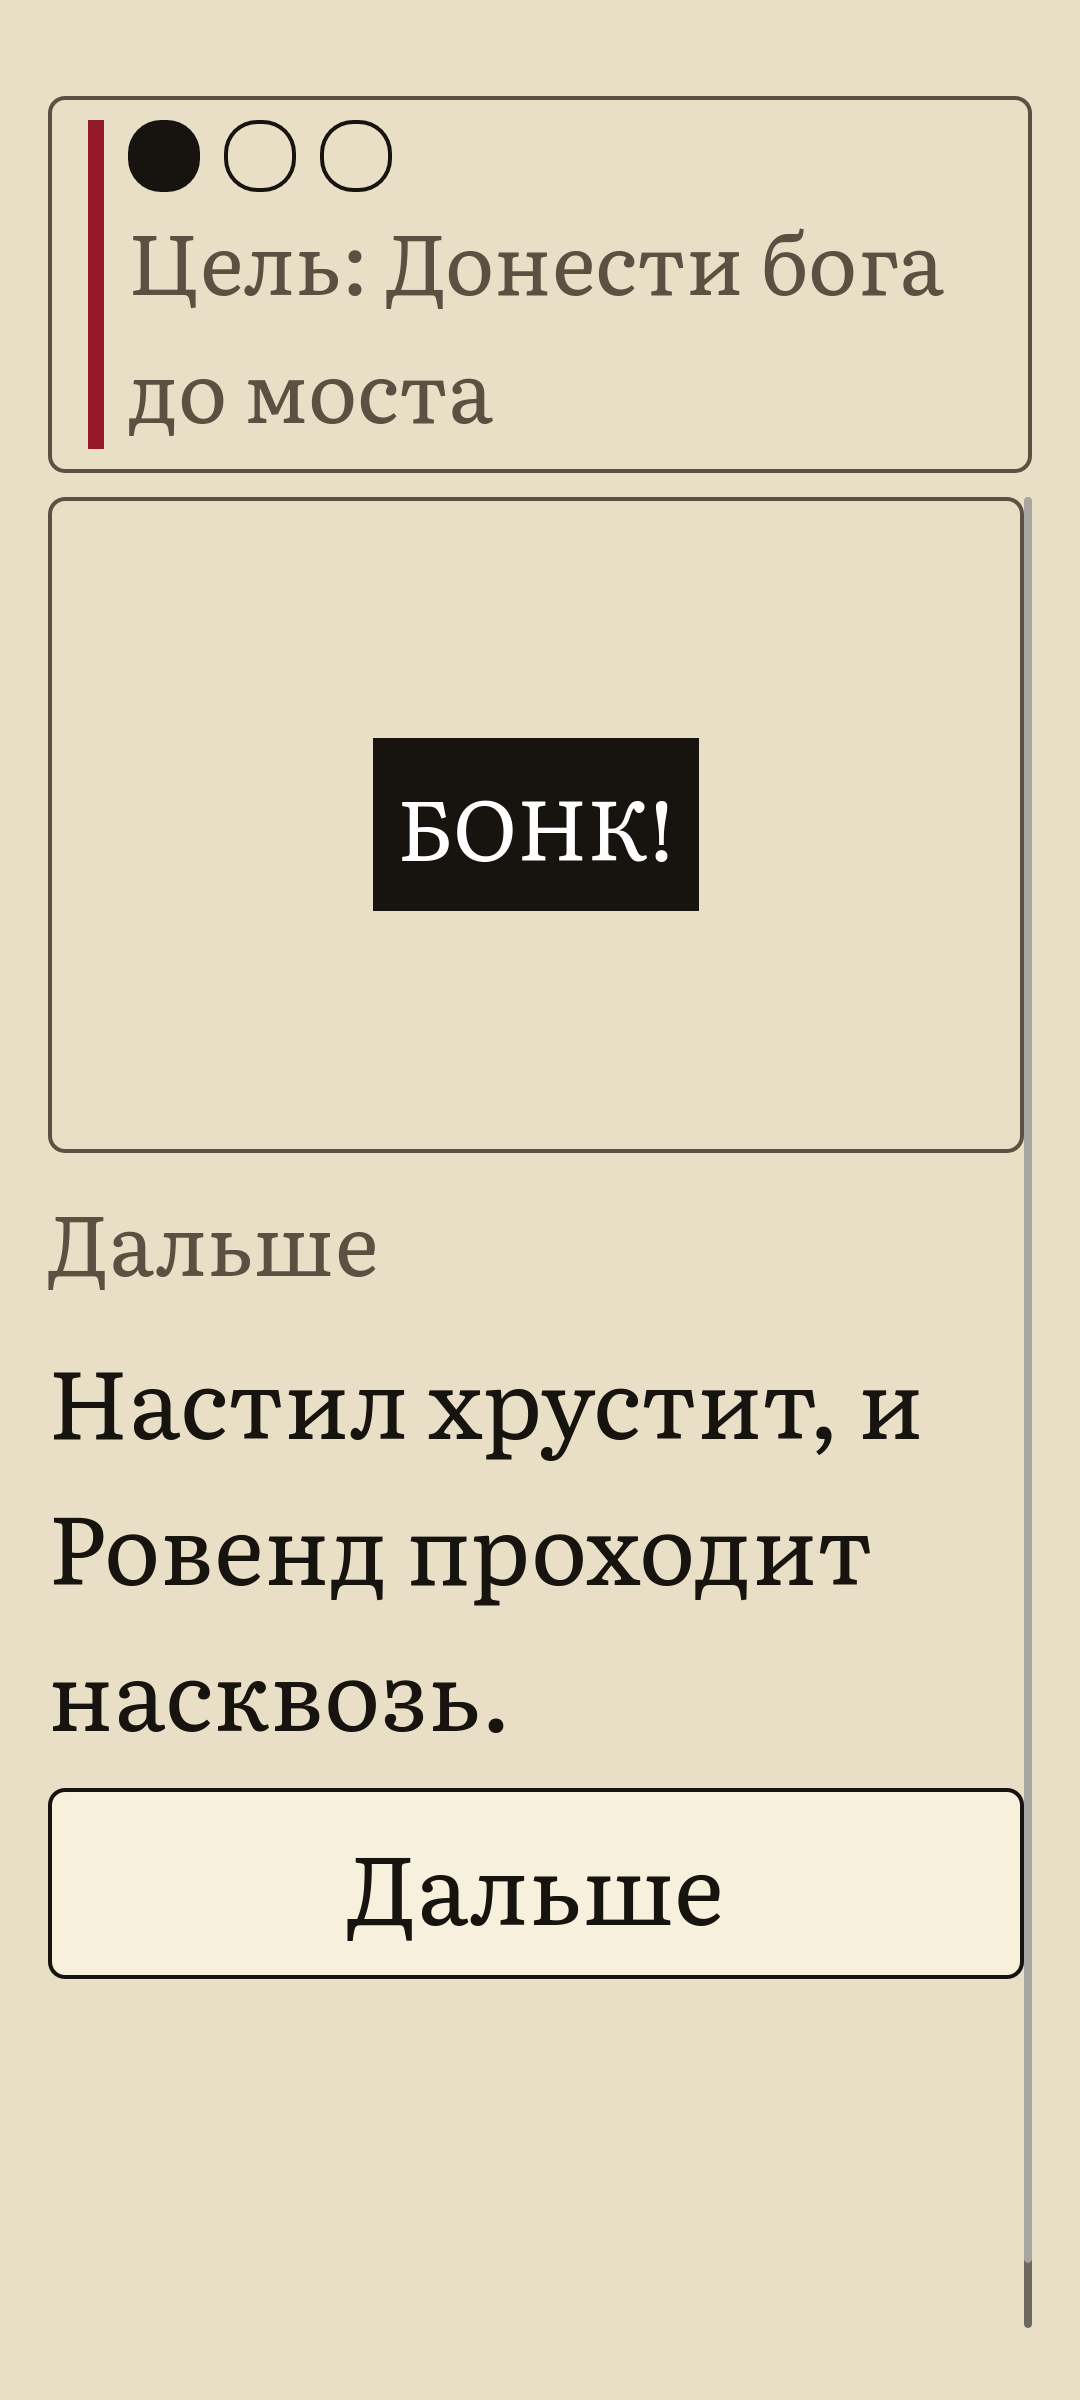 Цель: Донести бога
до моста
БОНК!
Дальше
Настил хрустит, и
Ровенд проходит
насквозь.
Дальше